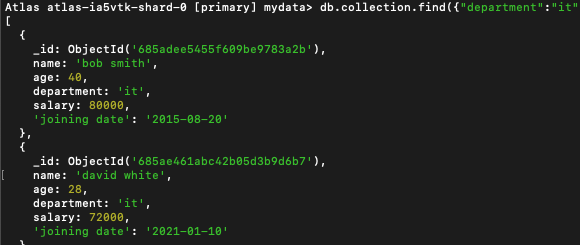 Atlas atlas-ia5vtk-shard-0 [primary] mydata> db.collection.find({"department":"it"
[
  {
    _id: ObjectId('685adee5455f609be9783a2b'),
    name: 'bob smith',
    age: 40,
    department: 'it',
    salary: 80000,
    'joining date': '2015-08-20'
  },
  {
    _id: ObjectId('685ae461abc42b05d3b9d6b7'),
    name: 'david white',
    age: 28,
    department: 'it',
    salary: 72000,
    'joining date': '2021-01-10'
  }